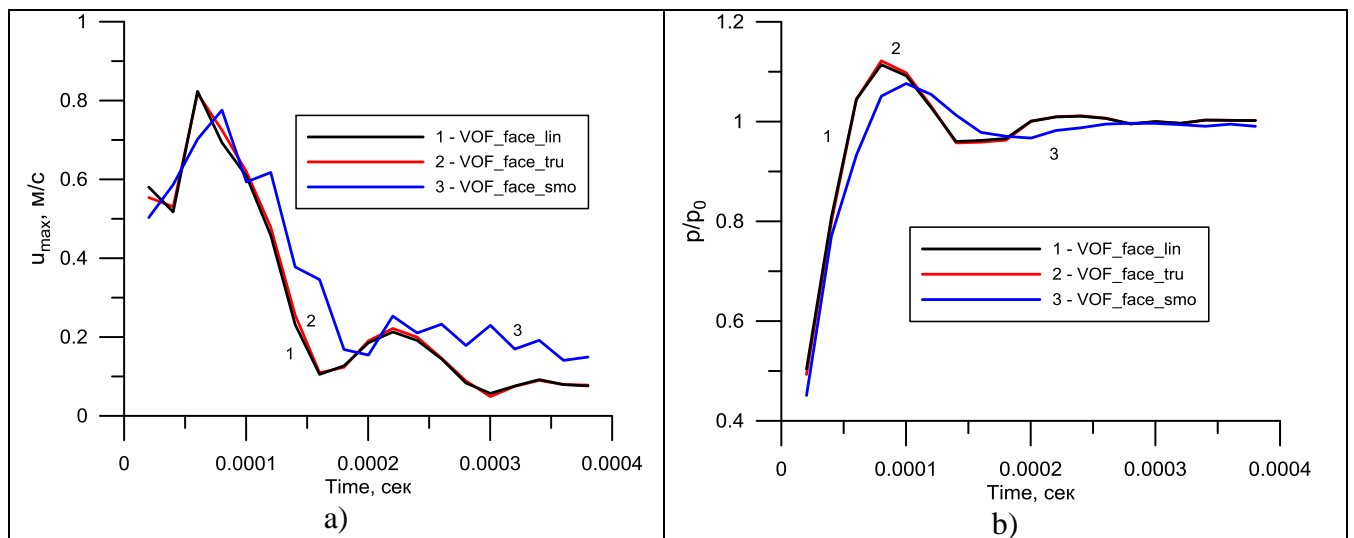 1
0.8
0.6
0.4
0.2
0
u_max, м/с
1 - VOF_face_lin
2 - VOF_face_tru
3 - VOF_face_smo
2
1
3
0
0.0001
0.0002
0.0003
0.0004
Time, сек
a)
1.2
1
0.8
0.6
0.4
p/p₀
2
1
3
1 - VOF_face_lin
2 - VOF_face_tru
3 - VOF_face_smo
0
0.0001
0.0002
0.0003
0.0004
Time, сек
b)